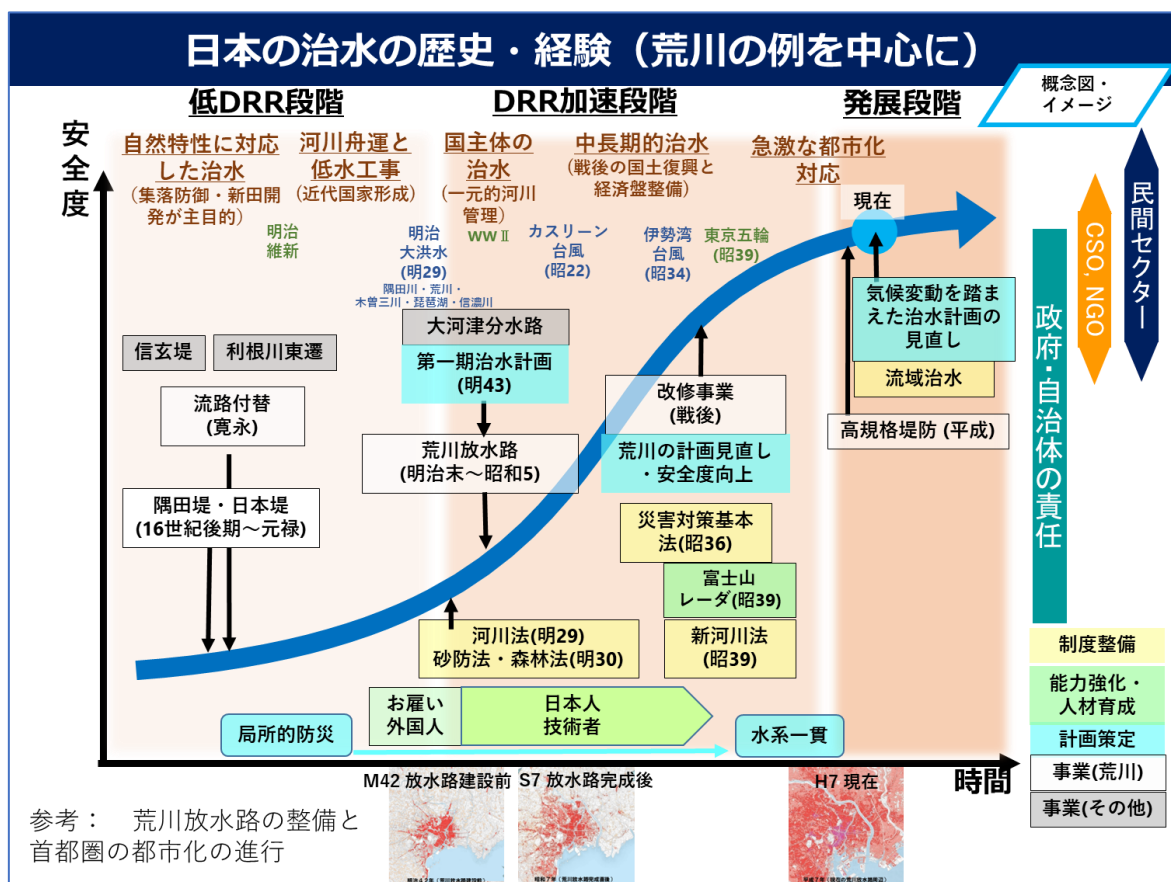 日本の治水の歴史・経験（荒川の例を中心に）
概念図・
イメージ
低DRR段階
DRR加速段階
発展段階
安全度
自然特性に対応
した治水
（集落防御・新田開
発が主目的）
河川舟運と
低水工事
（近代国家形成）
国主体の
治水
（一元的河川
管理）
中長期的治水
（戦後の国土復興と
経済盤整備）
急激な都市化
対応
明治
維新
明治
大洪水
(明29)
隅田川・荒川・
木曽三川・琵琶湖・信濃川
WWⅡ
カスリーン
台風
(昭22)
伊勢湾
台風
(昭34)
東京五輪
(昭39)
現在
気候変動を踏ま
えた治水計画の
見直し
流域治水
高規格堤防 (平成)
信玄堤
利根川東遷
流路付替
(寛永)
隅田堤・日本堤
(16世紀後期～元禄)
大河津分水路
第一期治水計画
(明43)
荒川放水路
(明治末～昭和5)
改修事業
(戦後)
荒川の計画見直し
・安全度向上
災害対策基本
法(昭36)
富士山
レーダ(昭39)
新河川法
(昭39)
河川法(明29)
砂防法・森林法(明30)
お雇い
外国人
日本人
技術者
局所的防災
水系一貫
時間
政府・自治体の責任
CSO, NGO
民間セクター
制度整備
能力強化・
人材育成
計画策定
事業(荒川)
事業(その他)
M42 放水路建設前
S7 放水路完成後
H7 現在
参考：　荒川放水路の整備と
首都圏の都市化の進行